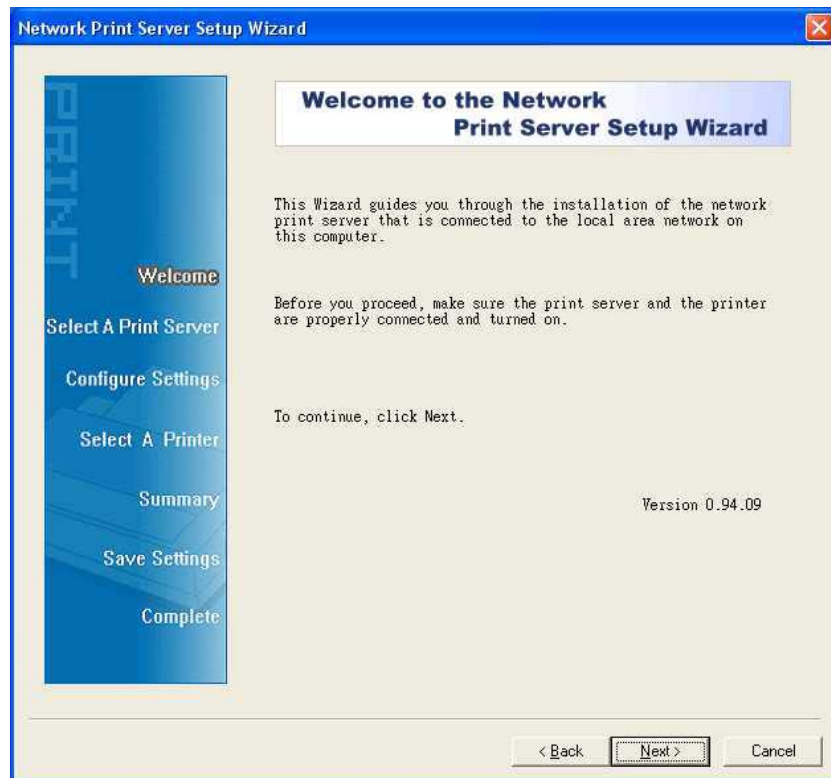 Network Print Server Setup Wizard
PRINT
Welcome
Select A Print Server
Configure Settings
Select A Printer
Summary
Save Settings
Complete
Welcome to the Network
Print Server Setup Wizard
This Wizard guides you through the installation of the network
print server that is connected to the local area network on
this computer.
Before you proceed, make sure the print server and the printer
are properly connected and turned on.
To continue, click Next.
Version 0.94.09
< Back
Next >
Cancel